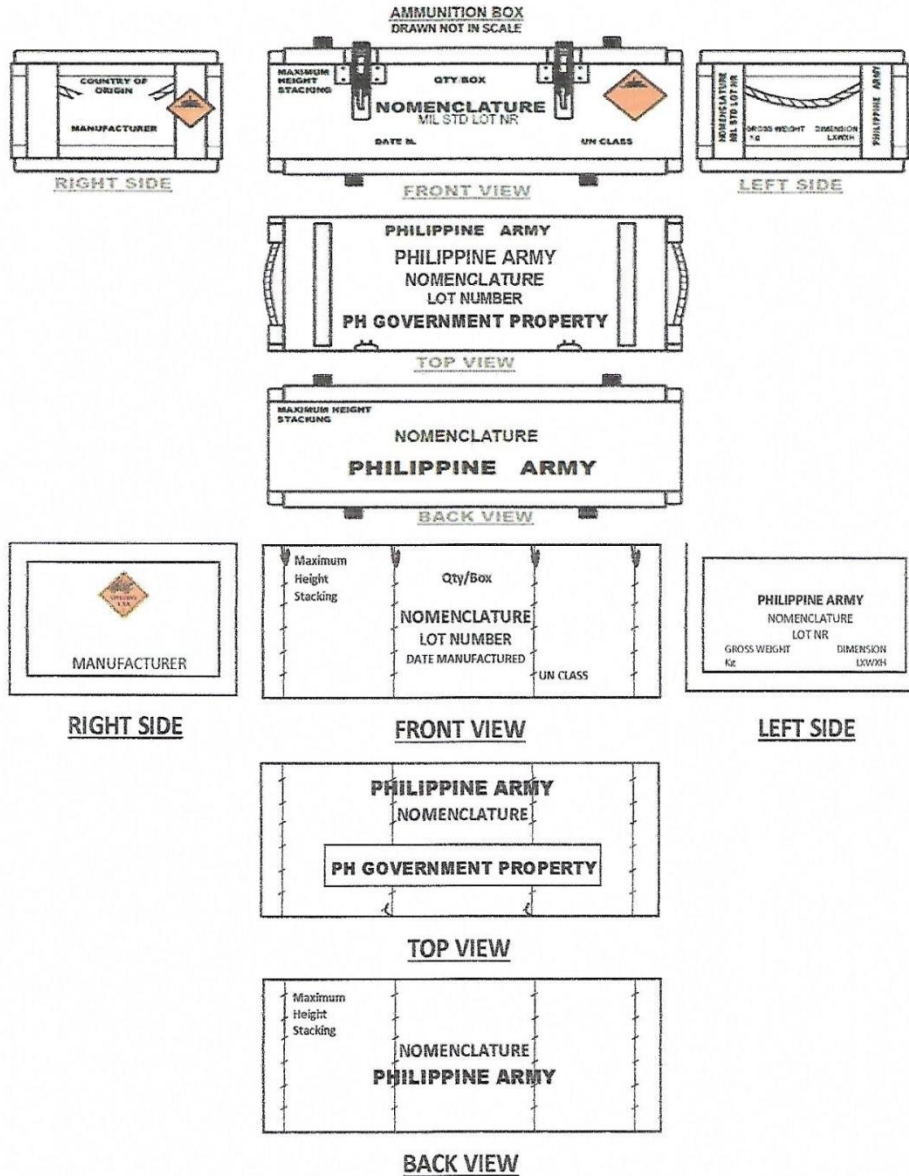 AMMUNITION BOX
DRAWN NOT IN SCALE
COUNTRY OF
ORIGIN
MANUFACTURER
RIGHT SIDE
MAXIMUM
HEIGHT
STACKING
QTY/BOX
NOMENCLATURE
MIL STD LOT NR
DATE M.
UN CLASS
FRONT VIEW
NOMENCLATURE
MIL STD LOT NR
GROSS WEIGHT DIMENSION
Kg LXWXH
PHILIPPINE ARMY
LEFT SIDE
PHILIPPINE ARMY
PHILIPPINE ARMY
NOMENCLATURE
LOT NUMBER
PH GOVERNMENT PROPERTY
TOP VIEW
MAXIMUM HEIGHT
STACKING
NOMENCLATURE
PHILIPPINE ARMY
BACK VIEW
MANUFACTURER
RIGHT SIDE
Maximum
Height
Stacking
Qty/Box
NOMENCLATURE
LOT NUMBER
DATE MANUFACTURED
UN CLASS
FRONT VIEW
PHILIPPINE ARMY
NOMENCLATURE
LOT NR
GROSS WEIGHT DIMENSION
Kg LXWXH
LEFT SIDE
PHILIPPINE ARMY
NOMENCLATURE
PH GOVERNMENT PROPERTY
TOP VIEW
Maximum
Height
Stacking
NOMENCLATURE
PHILIPPINE ARMY
BACK VIEW